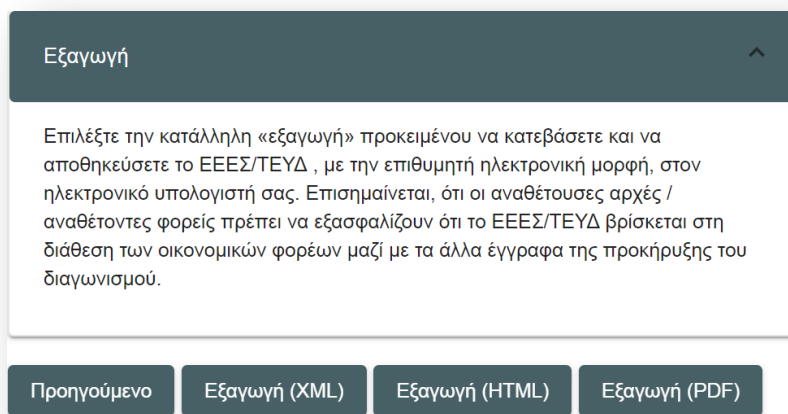 Εξαγωγή
Επιλέξτε την κατάλληλη «εξαγωγή» προκειμένου να κατεβάσετε και να
αποθηκεύσετε το ΕΕΕΣ/ΤΕΥΔ , με την επιθυμητή ηλεκτρονική μορφή, στον
ηλεκτρονικό υπολογιστή σας. Επισημαίνεται, ότι οι αναθέτουσες αρχές /
αναθέτοντες φορείς πρέπει να εξασφαλίζουν ότι το ΕΕΕΣ/ΤΕΥΔ βρίσκεται στη
διάθεση των οικονομικών φορέων μαζί με τα άλλα έγγραφα της προκήρυξης του
διαγωνισμού.
Προηγούμενο Εξαγωγή (XML) Εξαγωγή (HTML) Εξαγωγή (PDF)